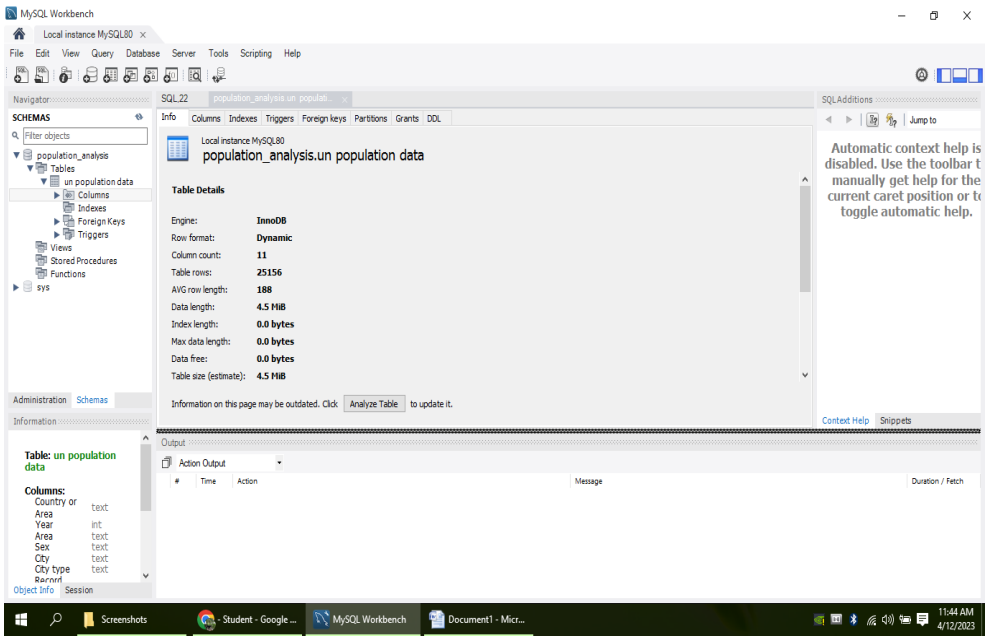 MySQL Workbench
Local instance MySQL80
File Edit View Query Database Server Tools Scripting Help
Navigator
SCHEMAS
Filter objects
population_analysis
Tables
un population data
Columns
Indexes
Foreign Keys
Triggers
Views
Stored Procedures
Functions
sys
Administration Schemas
Information
Table: un population
data
Columns:
Country or
Area text
Year int
Area text
Sex text
City text
City type text
Record
Object Info Session
SQL 22 population_analysis.un populati...
Info Columns Indexes Triggers Foreign keys Partitions Grants DDL
Local instance MySQL80
population_analysis.un population data
Table Details
Engine: InnoDB
Row format: Dynamic
Column count: 11
Table rows: 25156
AVG row length: 188
Data length: 4.5 MiB
Index length: 0.0 bytes
Max data length: 0.0 bytes
Data free: 0.0 bytes
Table size (estimate): 4.5 MiB
Information on this page may be outdated. Click Analyze Table to update it.
SQLAdditions
Jump to
Automatic context help is
disabled. Use the toolbar t
manually get help for the
current caret position or to
toggle automatic help.
Context Help Snippets
Output
Action Output
# Time Action Message Duration / Fetch
Screenshots
- Student - Google ...
MySQL Workbench
Document1 - Micr...
11:44 AM
4/12/2023